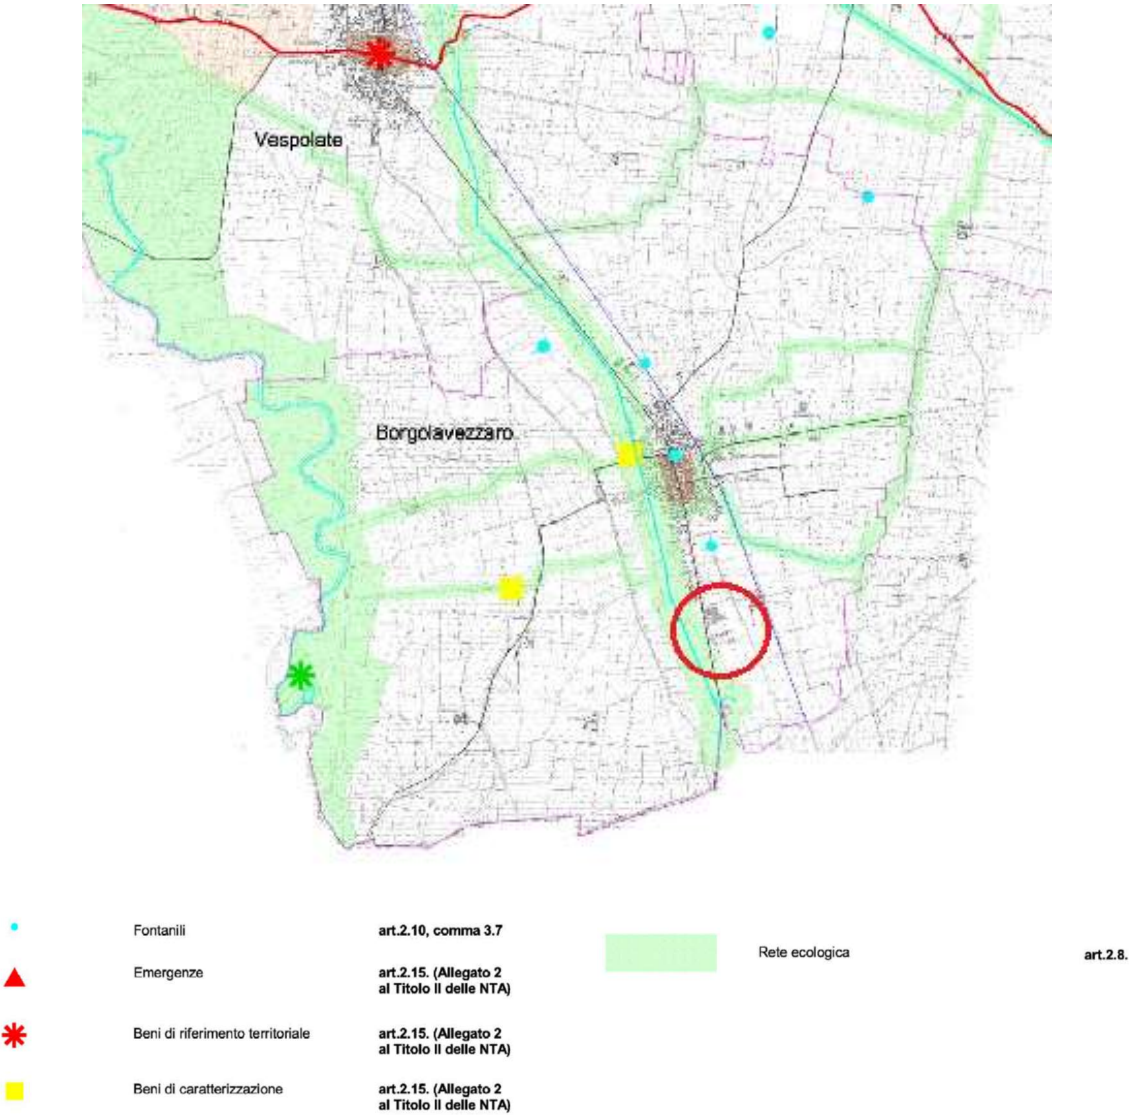 Vespolate
Borgolavezzaro
Fontanili
art.2.10, comma 3.7
Rete ecologica
art.2.8.
Emergenze
art.2.15. (Allegato 2
al Titolo II delle NTA)
Beni di riferimento territoriale
art.2.15. (Allegato 2
al Titolo II delle NTA)
Beni di caratterizzazione
art.2.15. (Allegato 2
al Titolo II delle NTA)